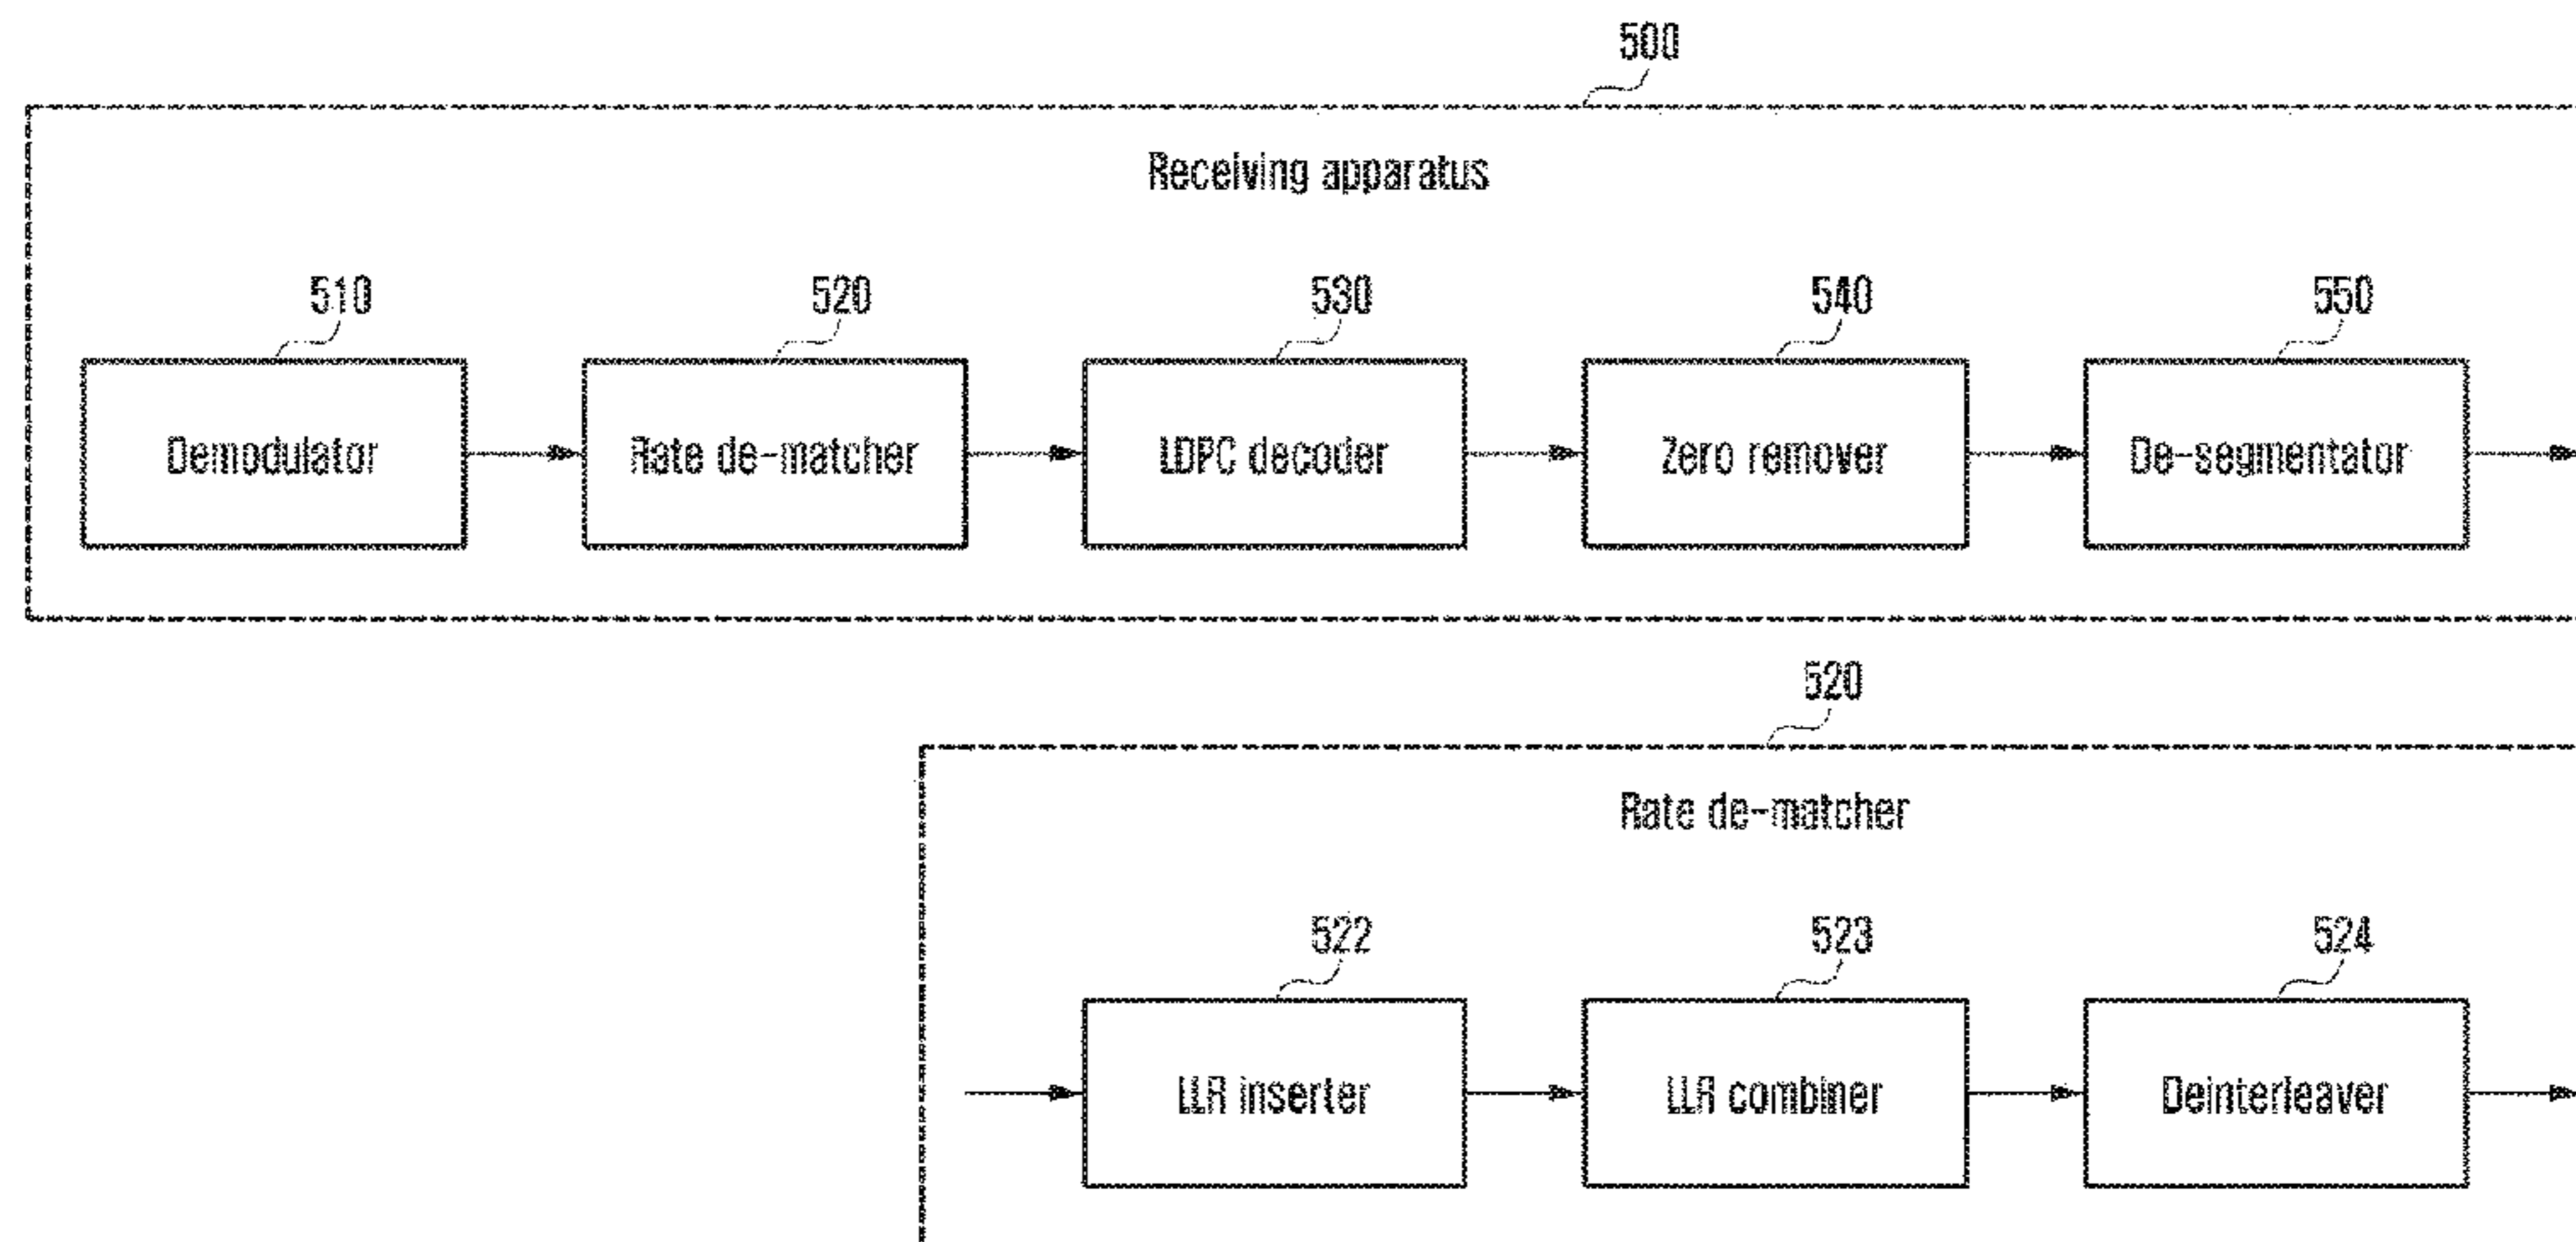 500
Receiving apparatus
510 520 530 540 550
Demodulator Rate de-matcher LDPC decoder Zero remover De-segmentator
520
Rate de-matcher
522 523 524
LLR inserter LLR combiner Deinterleaver